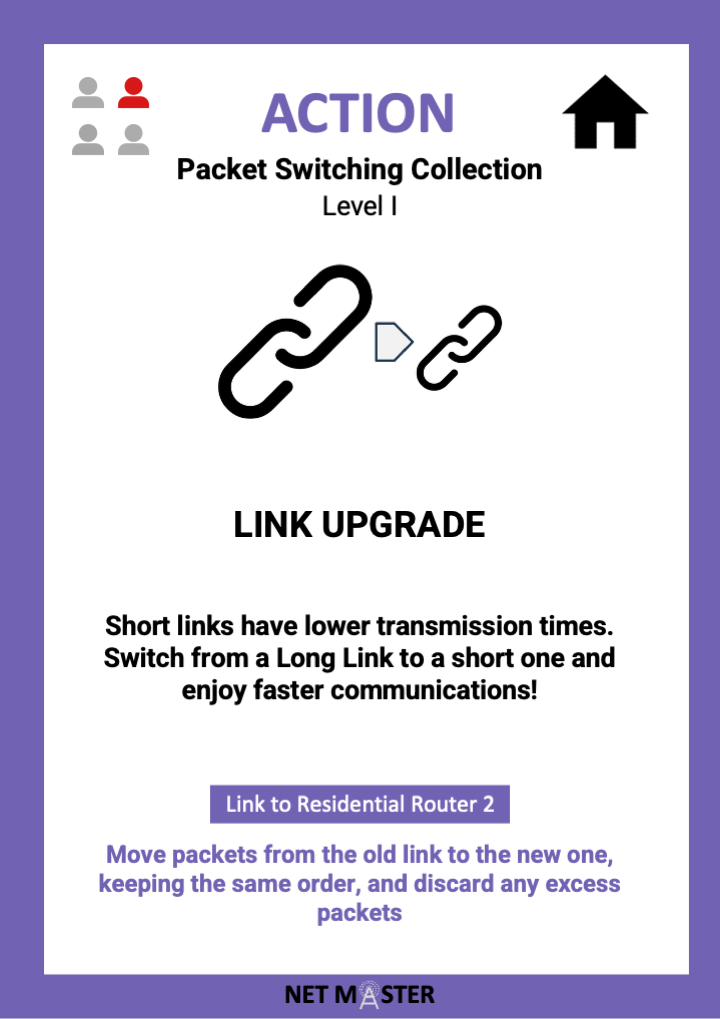 ACTION
Packet Switching Collection
Level I
LINK UPGRADE
Short links have lower transmission times.
Switch from a Long Link to a short one and
enjoy faster communications!
Link to Residential Router 2
Move packets from the old link to the new one,
keeping the same order, and discard any excess
packets
NET MASTER